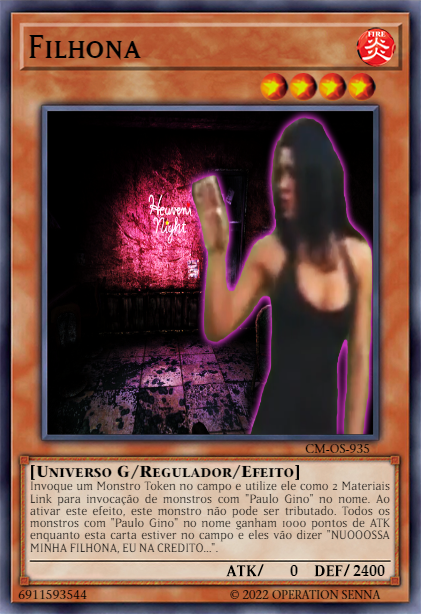 Filhona
FIRE
炎
Heavens
Night
CM-OS-935
[Universo G/Regulador/Efeito]
Invoque um Monstro Token no campo e utilize ele como 2 Materiais
Link para invocação de monstros com "Paulo Gino" no nome. Ao
ativar este efeito, este monstro não pode ser tributado. Todos os
monstros com "Paulo Gino" no nome ganham 1000 pontos de ATK
enquanto esta carta estiver no campo e eles vão dizer "NUOOOSSA
MINHA FILHONA, EU NA CREDITO...".
ATK/ 0 DEF/ 2400
6911593544 ©2022 OPERATION SENNA